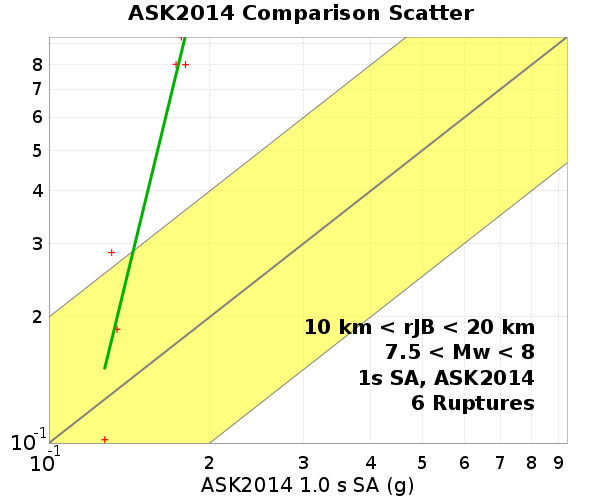 ASK2014 Comparison Scatter
8
7
6
5
4
3
2
10-1
10 km < rJB < 20 km
7.5 < Mw < 8
1s SA, ASK2014
6 Ruptures
10-1 2 3 4 5 6 7 8 9
ASK2014 1.0 s SA (g)